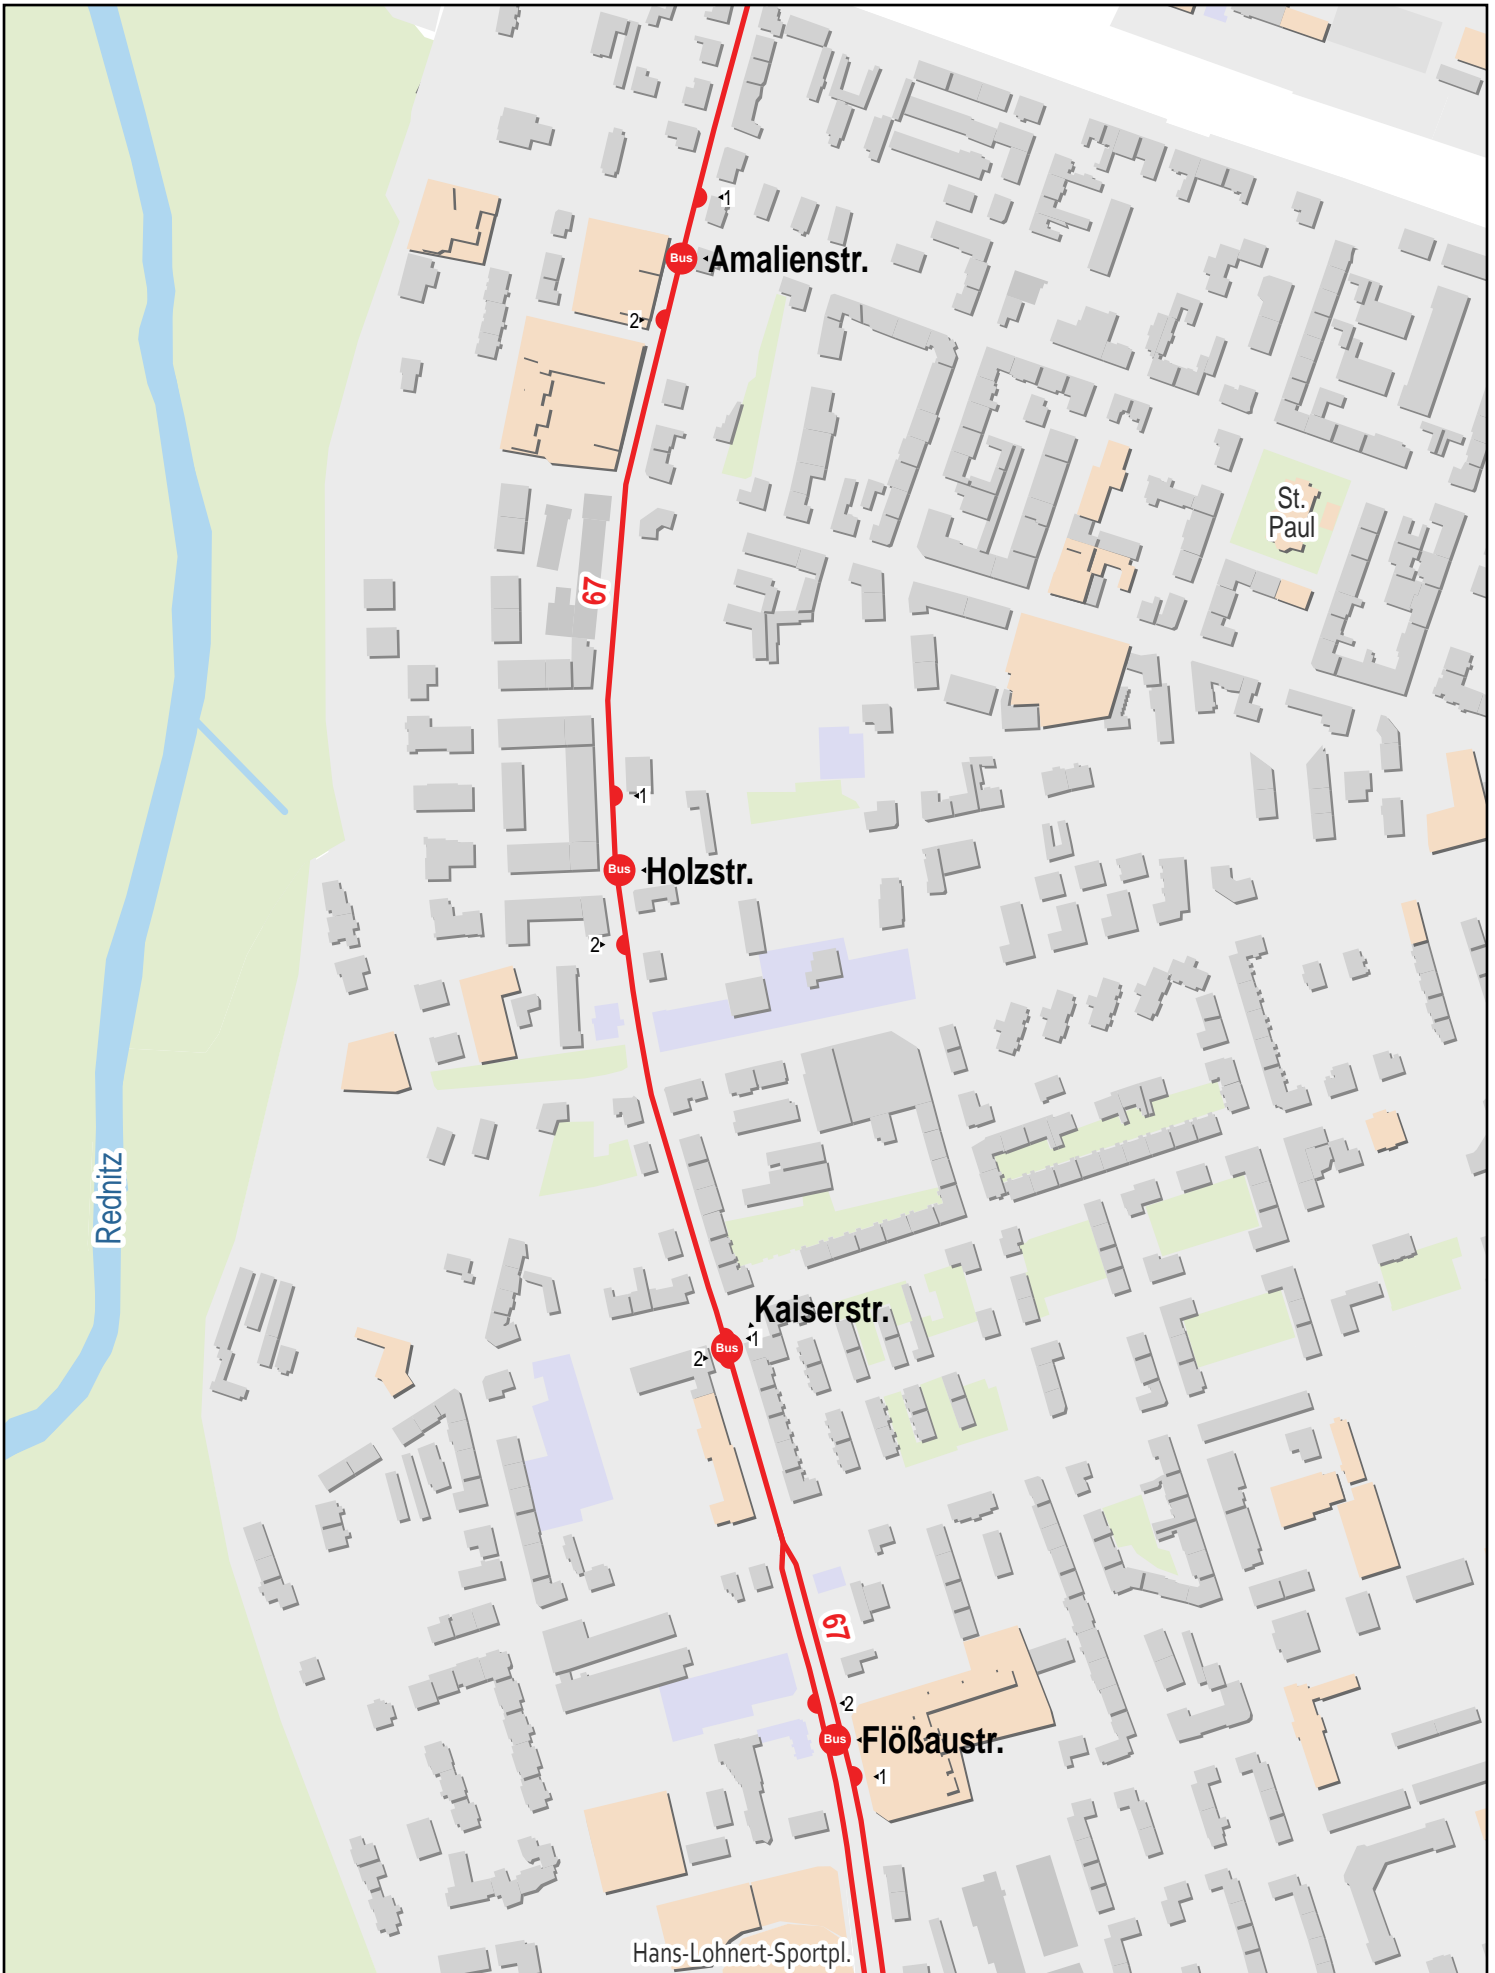 1
Bus Amalienstr.
2
St.
Paul
67
1
Bus Holzstr.
2
Rednitz
Kaiserstr.
1
Bus
2
67
2
Bus Flößaustr.
1
Hans-Lohnert-Sportpl.